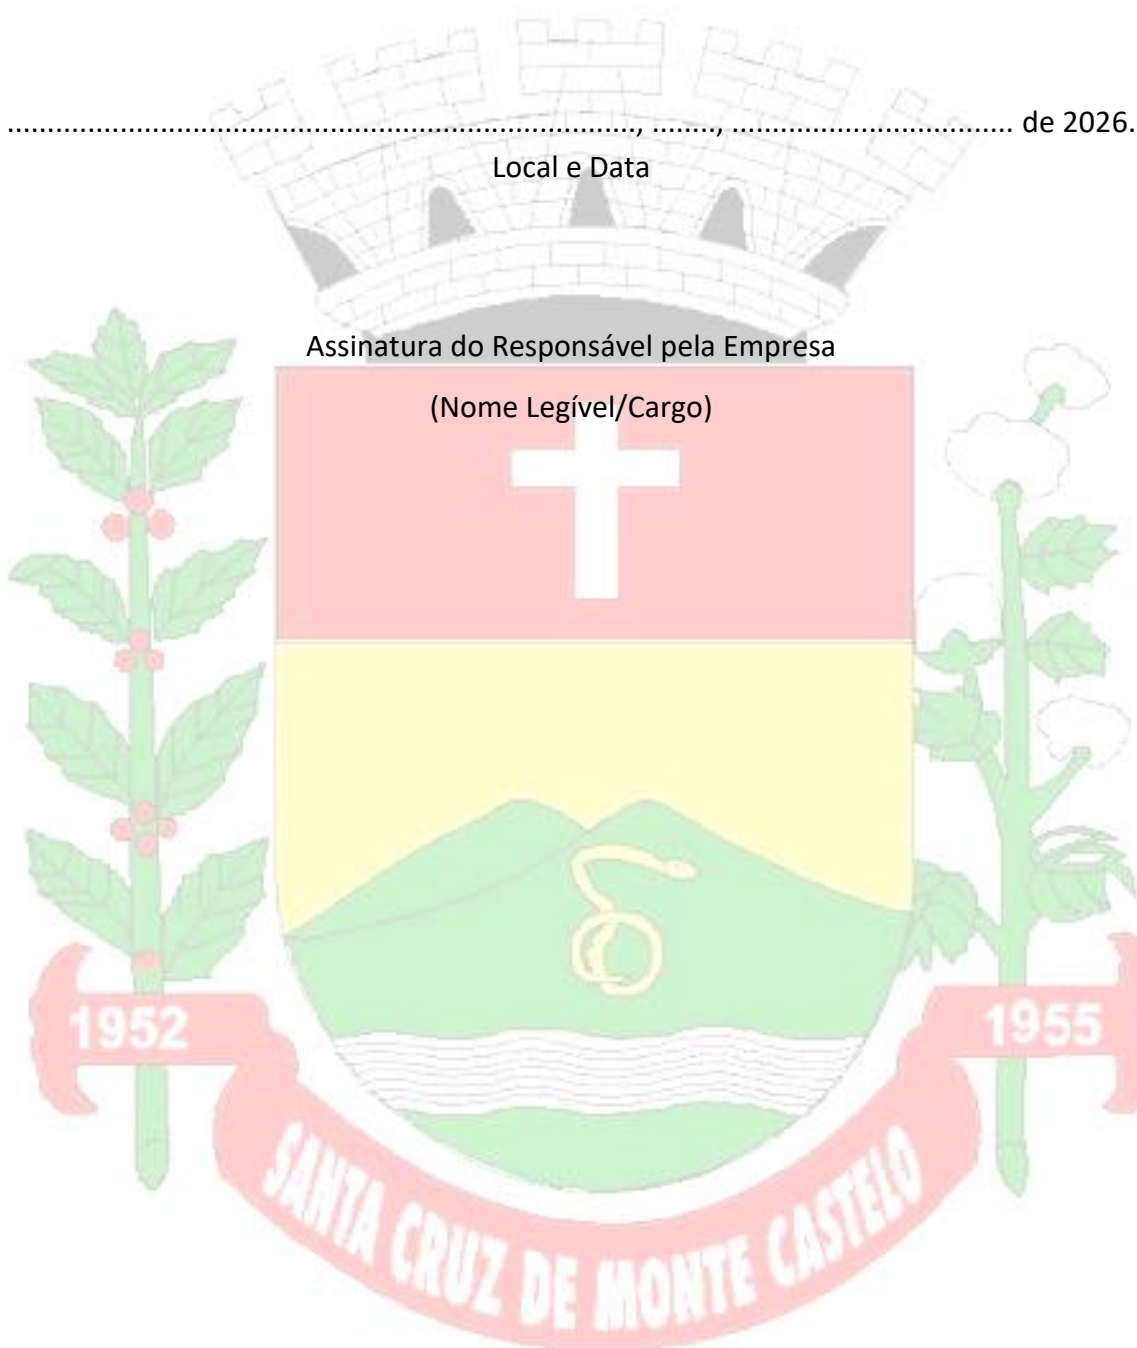 ................................................................................, ........, .................................... de 2026.
Local e Data
Assinatura do Responsável pela Empresa
(Nome Legível/Cargo)
1952
1955
SANTA CRUZ DE MONTE CASTELO